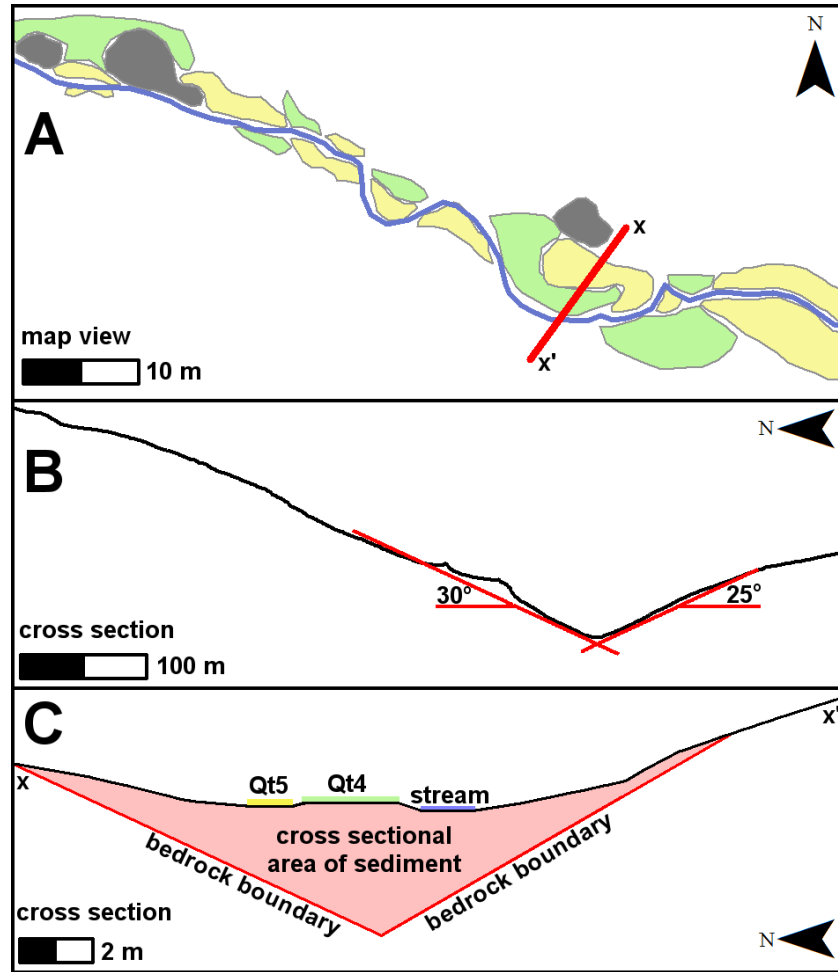 N
A
x
x'
map view
10 m
B
N
30°
25°
cross section
100 m
C
x'
x
Qt5
Qt4
stream
cross sectional
area of sediment
bedrock boundary
bedrock boundary
cross section
2 m
N